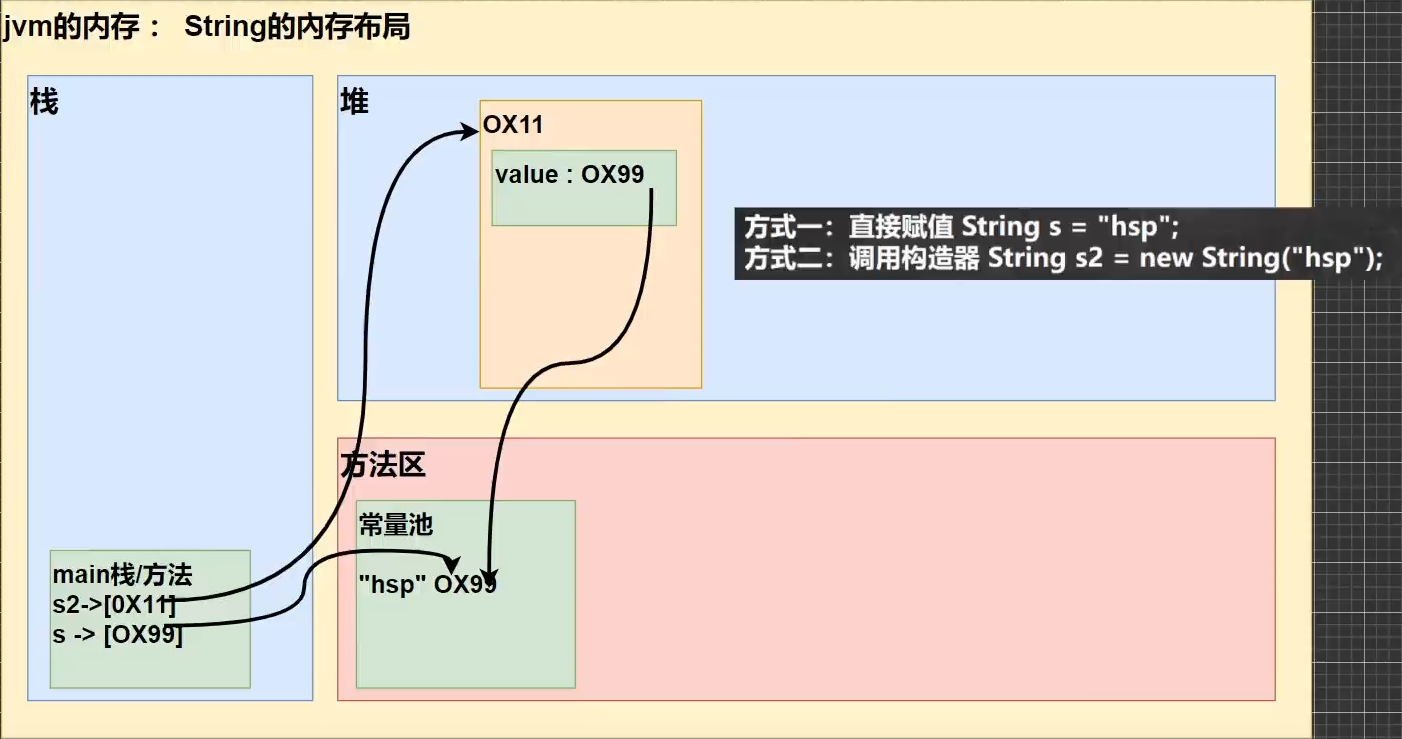 jvm的内存： String的内存布局
栈
堆
OX11
value : OX99
方式一：直接赋值 String s = "hsp";
方式二：调用构造器 String s2 = new String("hsp");
方法区
常量池
"hsp" OX99
main栈/方法
s2->[0X11]
s -> [OX99]